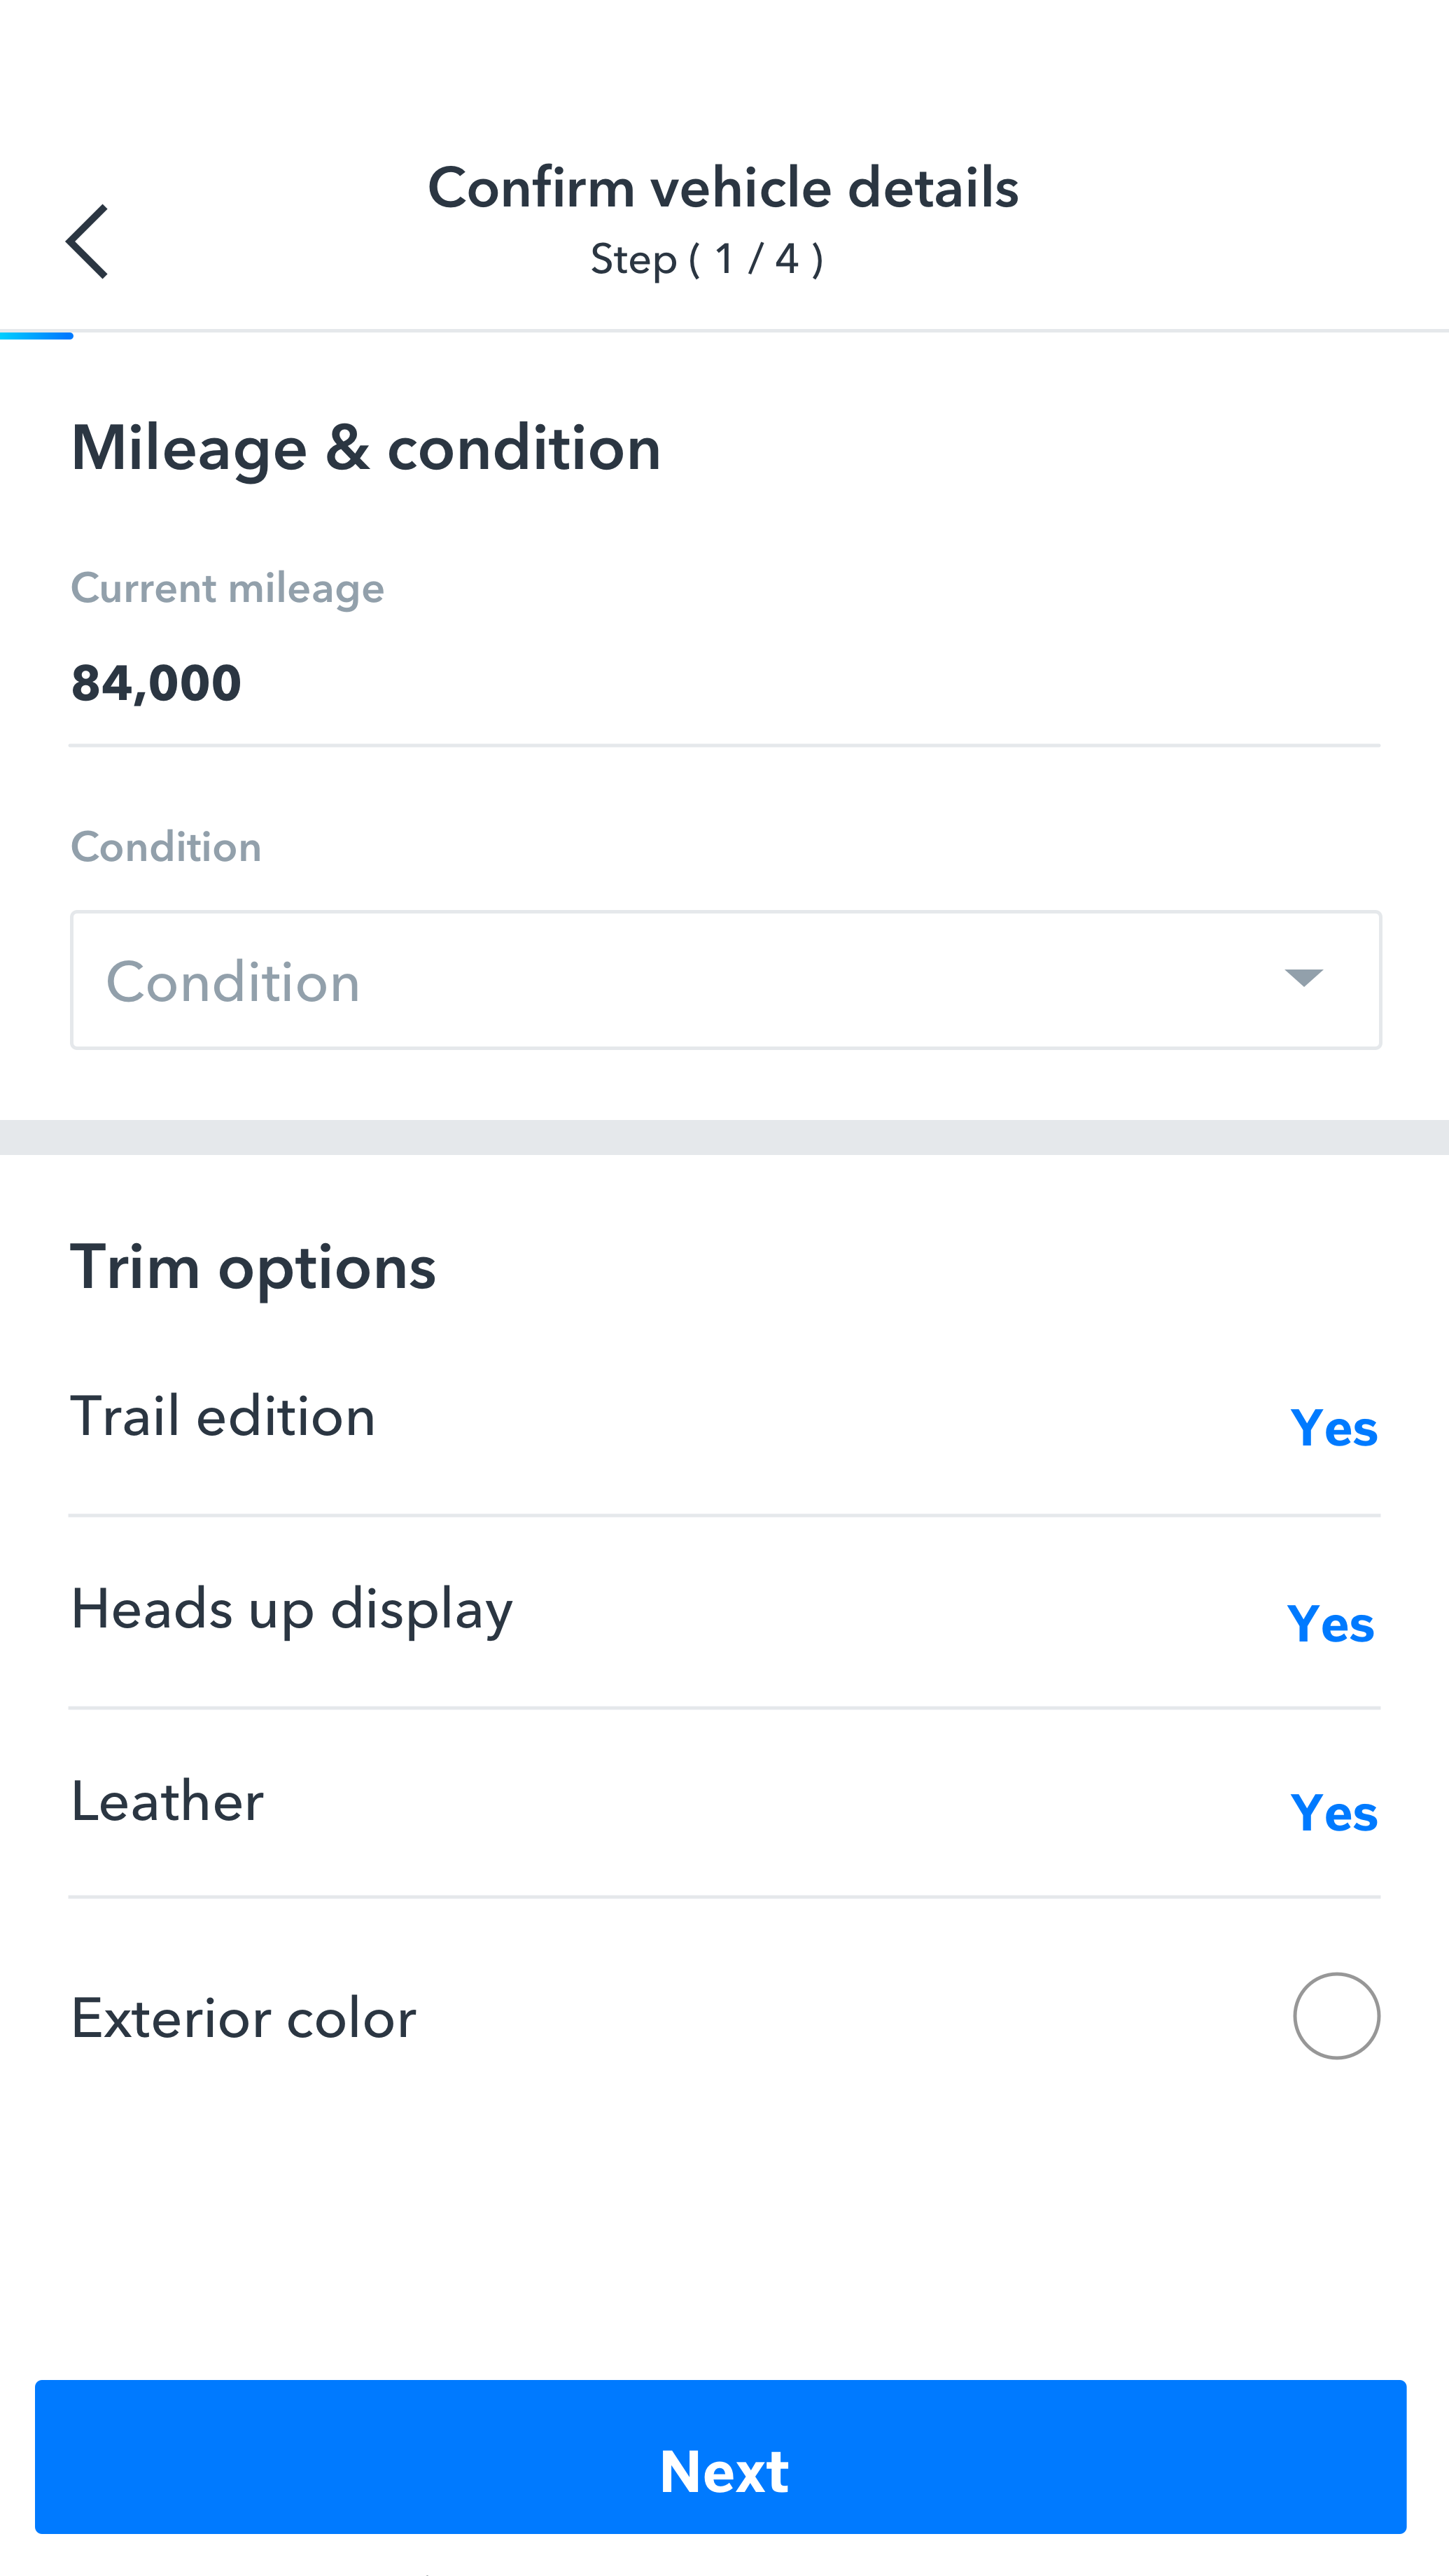 Confirm vehicle details
Step ( 1 / 4 )
Mileage & condition
Current mileage
84,000
Condition
Condition
Trim options
Trail edition
Yes
Heads up display
Yes
Leather
Yes
Exterior color
Next